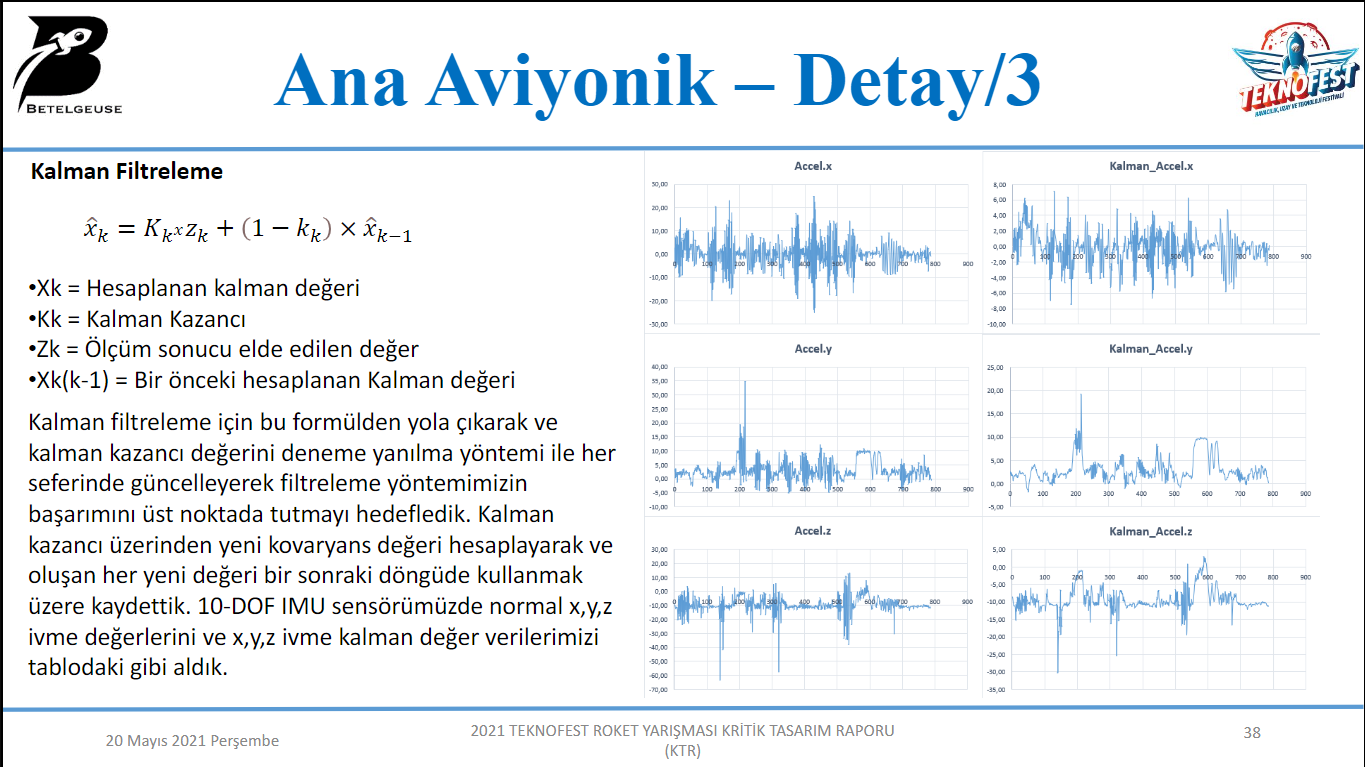 BETELGEUSE
Ana Aviyonik – Detay/3
TEKNOFEST
HAVACILIK, UZAY VE TEKNOLOJİ FESTİVALİ
Kalman Filtreleme
x̂ₖ = Kₖˣzₖ + (1 − kₖ) × x̂ₖ₋₁
•Xk = Hesaplanan kalman değeri
•Kk = Kalman Kazancı
•Zk = Ölçüm sonucu elde edilen değer
•Xk(k-1) = Bir önceki hesaplanan Kalman değeri
Kalman filtreleme için bu formülden yola çıkarak ve
kalman kazancı değerini deneme yanılma yöntemi ile her
seferinde güncelleyerek filtreleme yöntemimizin
başarımını üst noktada tutmayı hedefledik. Kalman
kazancı üzerinden yeni kovaryans değeri hesaplayarak ve
oluşan her yeni değeri bir sonraki döngüde kullanmak
üzere kaydettik. 10-DOF IMU sensörümüzde normal x,y,z
ivme değerlerini ve x,y,z ivme kalman değer verilerimizi
tablodaki gibi aldık.
Accel.x
50,00
20,00
10,00
0,00
-10,00
-20,00
-30,00
0 100 200 300 400 500 600 700 800 900
Kalman_Accel.x
8,00
6,00
4,00
2,00
0,00
-2,00
-4,00
-6,00
-8,00
-10,00
0 100 200 300 400 500 600 700 800 900
Accel.y
40,00
35,00
30,00
25,00
20,00
15,00
10,00
5,00
0,00
-5,00
-10,00
0 100 200 300 400 500 600 700 800 900
Kalman_Accel.y
25,00
20,00
15,00
10,00
5,00
0,00
-5,00
0 100 200 300 400 500 600 700 800 900
Accel.z
30,00
20,00
10,00
0,00
-10,00
-20,00
-30,00
-40,00
-50,00
-60,00
-70,00
0 100 200 300 400 500 600 700 800 900
Kalman_Accel.z
5,00
0,00
-5,00
-10,00
-15,00
-20,00
-25,00
-30,00
-35,00
0 100 200 300 400 500 600 700 800 900
20 Mayıs 2021 Perşembe
2021 TEKNOFEST ROKET YARIŞMASI KRİTİK TASARIM RAPORU
(KTR)
38